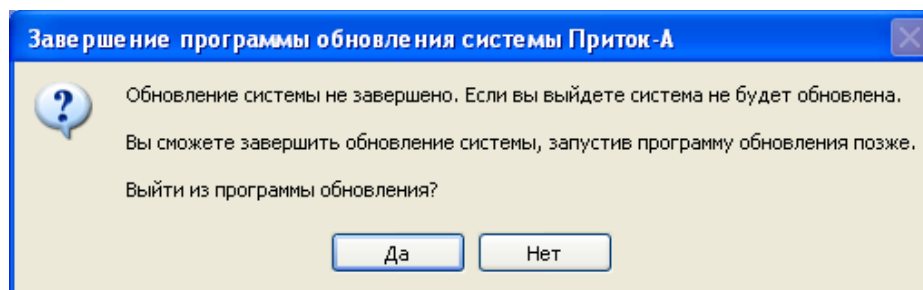 Завершение программы обновления системы Приток-А
Обновление системы не завершено. Если вы выйдете система не будет обновлена.
Вы сможете завершить обновление системы, запустив программу обновления позже.
Выйти из программы обновления?
Да
Нет